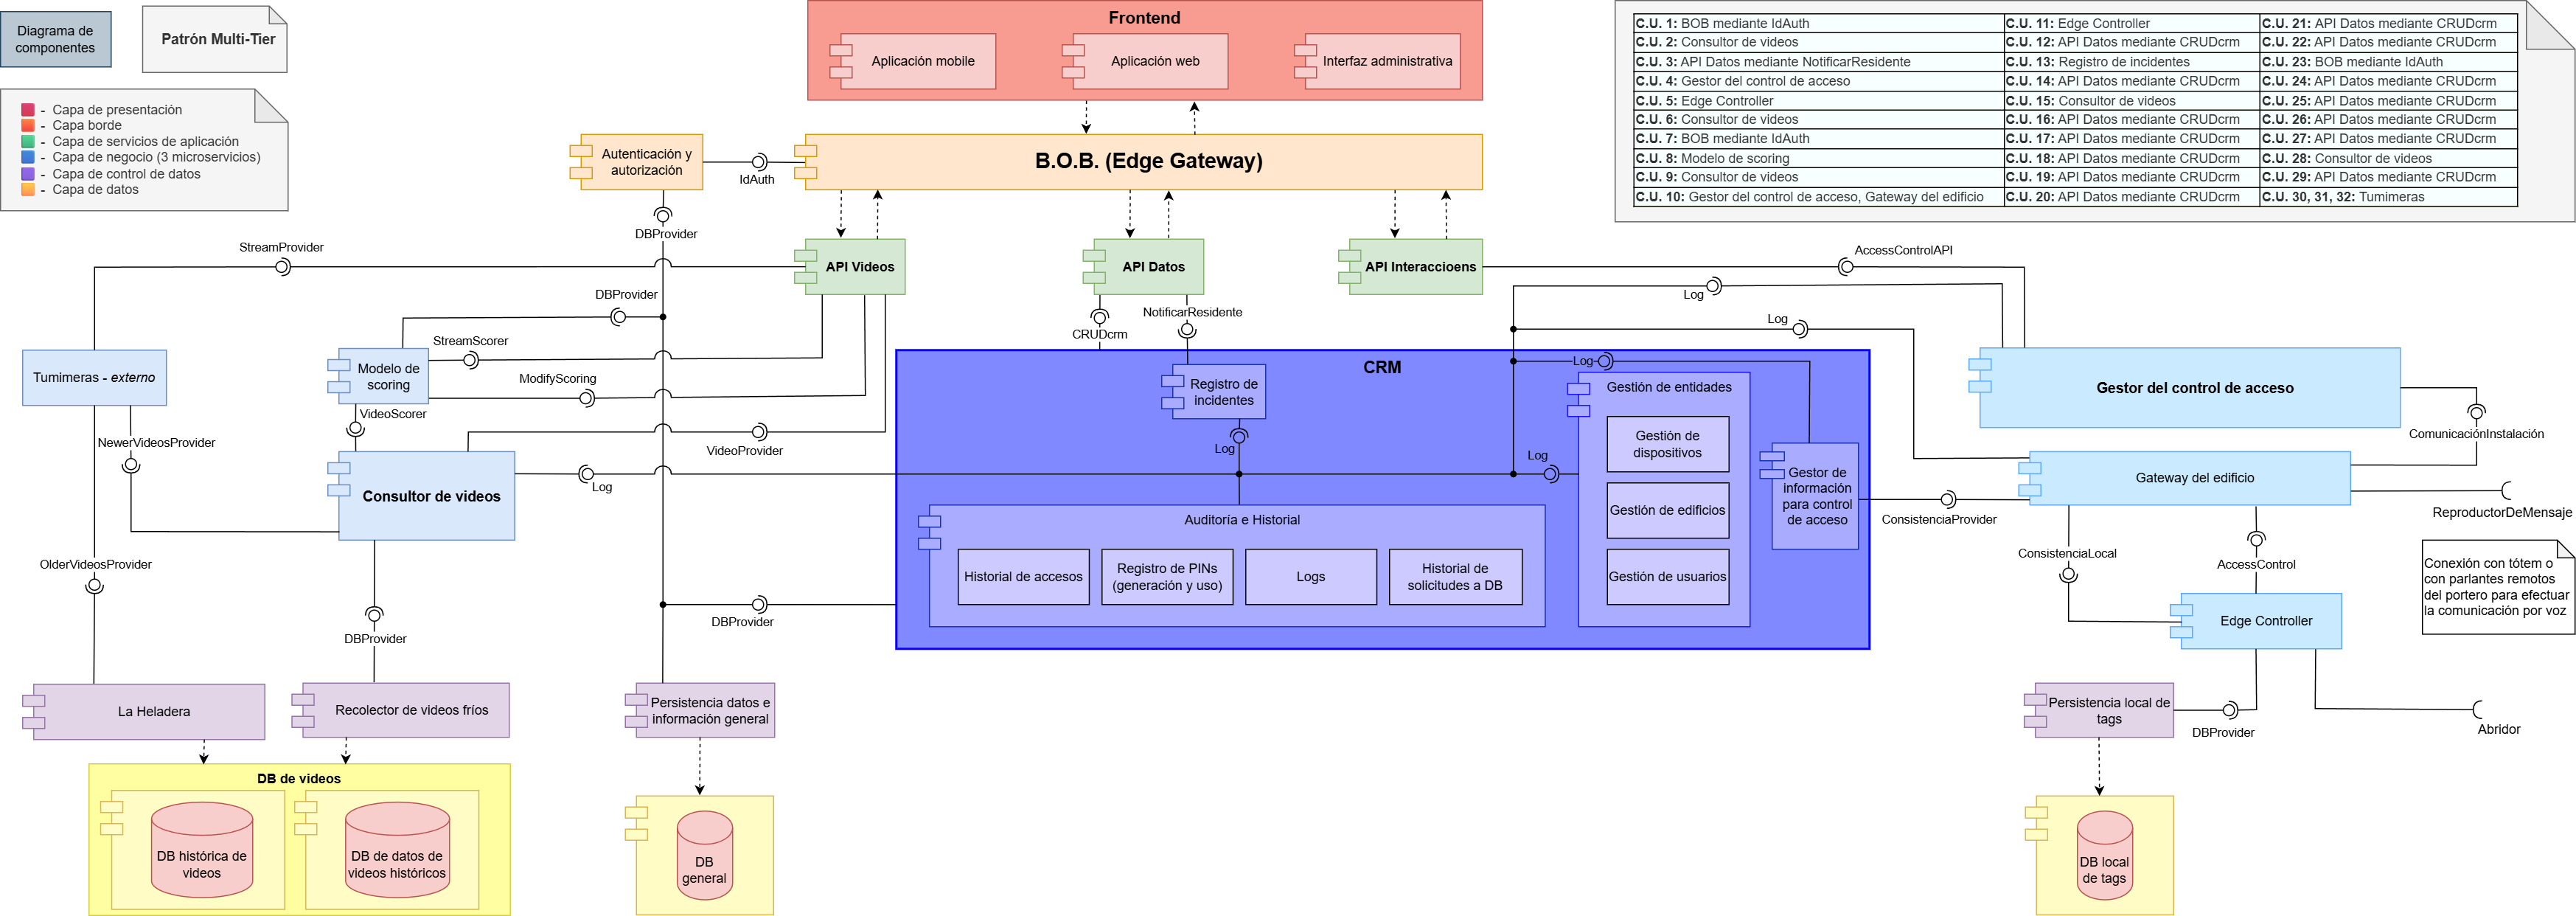 Diagrama de
componentes
Patrón Multi-Tier
- Capa de presentación
- Capa borde
- Capa de servicios de aplicación
- Capa de negocio (3 microservicios)
- Capa de control de datos
- Capa de datos
Frontend
Aplicación mobile
Aplicación web
Interfaz administrativa
C.U. 1: BOB mediante IdAuth
C.U. 11: Edge Controller
C.U. 21: API Datos mediante CRUDcrm
C.U. 2: Consultor de videos
C.U. 12: API Datos mediante CRUDcrm
C.U. 22: API Datos mediante CRUDcrm
C.U. 3: API Datos mediante NotificarResidente
C.U. 13: Registro de incidentes
C.U. 23: BOB mediante IdAuth
C.U. 4: Gestor del control de acceso
C.U. 14: API Datos mediante CRUDcrm
C.U. 24: API Datos mediante CRUDcrm
C.U. 5: Edge Controller
C.U. 15: Consultor de videos
C.U. 25: API Datos mediante CRUDcrm
C.U. 6: Consultor de videos
C.U. 16: API Datos mediante CRUDcrm
C.U. 26: API Datos mediante CRUDcrm
C.U. 7: BOB mediante IdAuth
C.U. 17: API Datos mediante CRUDcrm
C.U. 27: API Datos mediante CRUDcrm
C.U. 8: Modelo de scoring
C.U. 18: API Datos mediante CRUDcrm
C.U. 28: Consultor de videos
C.U. 9: Consultor de videos
C.U. 19: API Datos mediante CRUDcrm
C.U. 29: API Datos mediante CRUDcrm
C.U. 10: Gestor del control de acceso, Gateway del edificio
C.U. 20: API Datos mediante CRUDcrm
C.U. 30, 31, 32: Tumimeras
Autenticación y
autorización
IdAuth
B.O.B. (Edge Gateway)
DBProvider
StreamProvider
API Videos
API Datos
API Interaccioens
AccessControlAPI
Log
DBProvider
NotificarResidente
CRUDcrm
Log
StreamScorer
Tumimeras - externo
Modelo de
scoring
ModifyScoring
VideoScorer
NewerVideosProvider
VideoProvider
Consultor de videos
Log
CRM
Registro de
incidentes
Log
Log
Log
Gestión de entidades
Gestión de
dispositivos
Gestión de edificios
Gestión de usuarios
Gestor de
información
para control
de acceso
Auditoría e Historial
Historial de accesos
Registro de PINs
(generación y uso)
Logs
Historial de
solicitudes a DB
Gestor del control de acceso
ComunicaciónInstalación
Gateway del edificio
ConsistenciaProvider
ReproductorDeMensaje
ConsistenciaLocal
AccessControl
Conexión con tótem o
con parlantes remotos
del portero para efectuar
la comunicación por voz
Edge Controller
OlderVideosProvider
DBProvider
DBProvider
La Heladera
Recolector de videos fríos
Persistencia datos e
información general
Persistencia local de
tags
DBProvider
Abridor
DB de videos
DB histórica de
videos
DB de datos de
videos históricos
DB
general
DB local
de tags